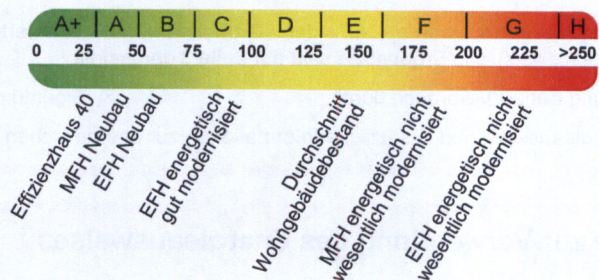 A+ A B C D E F G H
0 25 50 75 100 125 150 175 200 225 >250
Effizienzhaus 40
MFH Neubau
EFH Neubau
EFH energetisch
gut modernisiert
Durchschnitt
Wohngebäudebestand
MFH energetisch nicht
wesentlich modernisiert
EFH energetisch nicht
wesentlich modernisiert